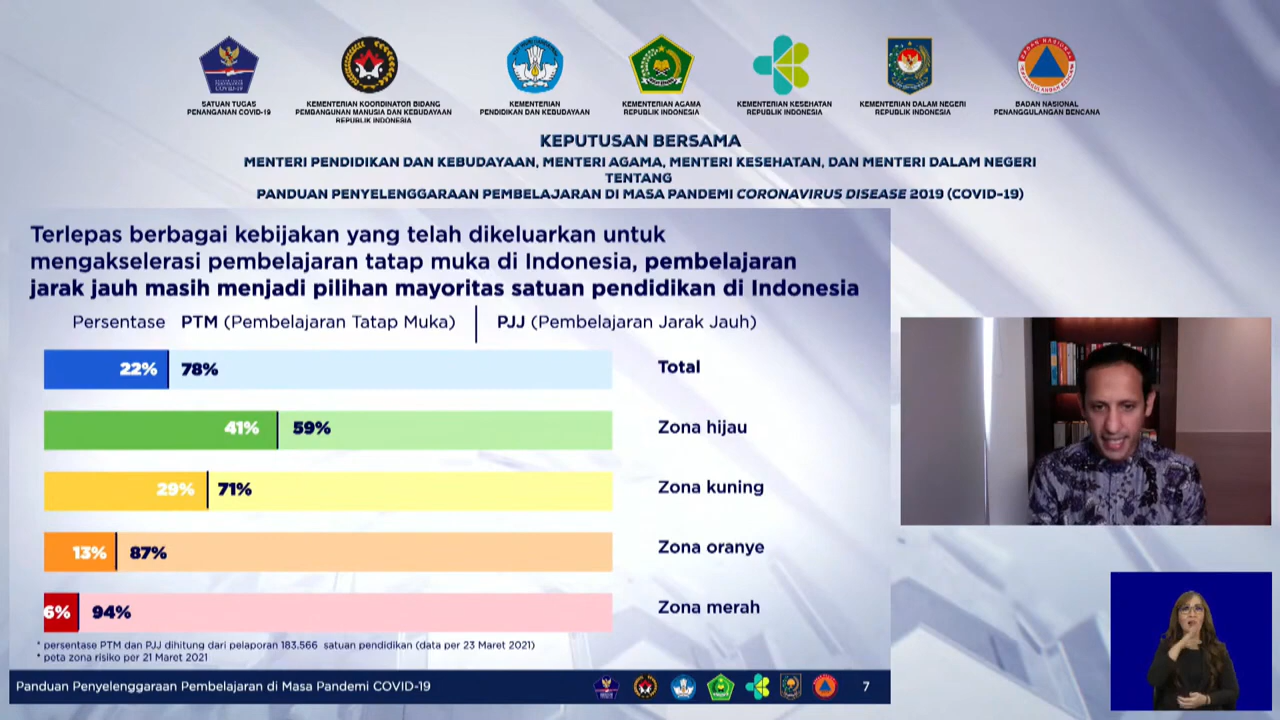 SATUAN TUGAS
PENANGANAN COVID-19
KEMENTERIAN KOORDINATOR BIDANG
PEMBANGUNAN MANUSIA DAN KEBUDAYAAN
REPUBLIK INDONESIA
KEMENTERIAN
PENDIDIKAN DAN KEBUDAYAAN
KEMENTERIAN AGAMA
REPUBLIK INDONESIA
KEMENTERIAN KESEHATAN
REPUBLIK INDONESIA
KEMENTERIAN DALAM NEGERI
REPUBLIK INDONESIA
BADAN NASIONAL
PENANGGULANGAN BENCANA
KEPUTUSAN BERSAMA
MENTERI PENDIDIKAN DAN KEBUDAYAAN, MENTERI AGAMA, MENTERI KESEHATAN, DAN MENTERI DALAM NEGERI
TENTANG
PANDUAN PENYELENGGARAAN PEMBELAJARAN DI MASA PANDEMI CORONAVIRUS DISEASE 2019 (COVID-19)
Terlepas berbagai kebijakan yang telah dikeluarkan untuk
mengakselerasi pembelajaran tatap muka di Indonesia, pembelajaran
jarak jauh masih menjadi pilihan mayoritas satuan pendidikan di Indonesia
Persentase PTM (Pembelajaran Tatap Muka) PJJ (Pembelajaran Jarak Jauh)
22% 78% Total
41% 59% Zona hijau
29% 71% Zona kuning
13% 87% Zona oranye
6% 94% Zona merah
* persentase PTM dan PJJ dihitung dari pelaporan 183.566 satuan pendidikan (data per 23 Maret 2021)
* peta zona risiko per 21 Maret 2021
Panduan Penyelenggaraan Pembelajaran di Masa Pandemi COVID-19 7